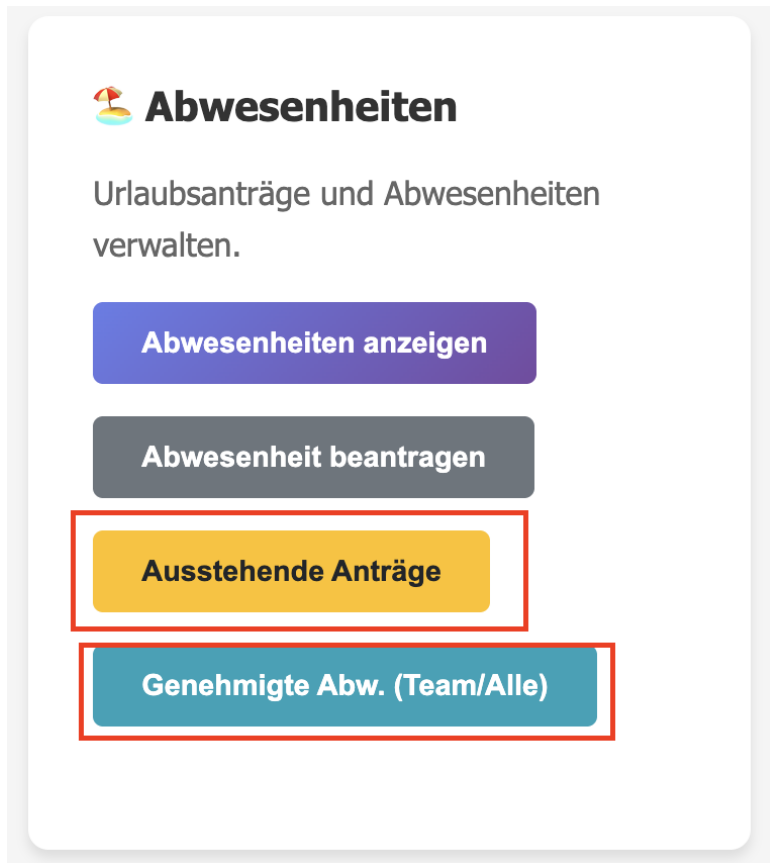 Abwesenheiten
Urlaubsanträge und Abwesenheiten
verwalten.
Abwesenheiten anzeigen
Abwesenheit beantragen
Ausstehende Anträge
Genehmigte Abw. (Team/Alle)